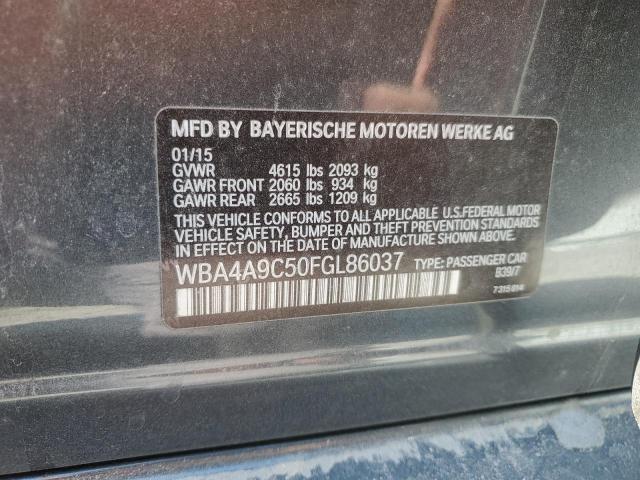 MFD BY BAYERISCHE MOTOREN WERKE AG
01/15
GVWR 4615 lbs 2093 kg
GAWR FRONT 2060 lbs 934 kg
GAWR REAR 2665 lbs 1209 kg
THIS VEHICLE CONFORMS TO ALL APPLICABLE U.S.FEDERAL MOTOR
VEHICLE SAFETY, BUMPER, AND THEFT PREVENTION STANDARDS
IN EFFECT ON THE DATE OF MANUFACTURE SHOWN ABOVE.
WBA4A9C50FGL86037 TYPE: PASSENGER CAR
B39/7
7315814